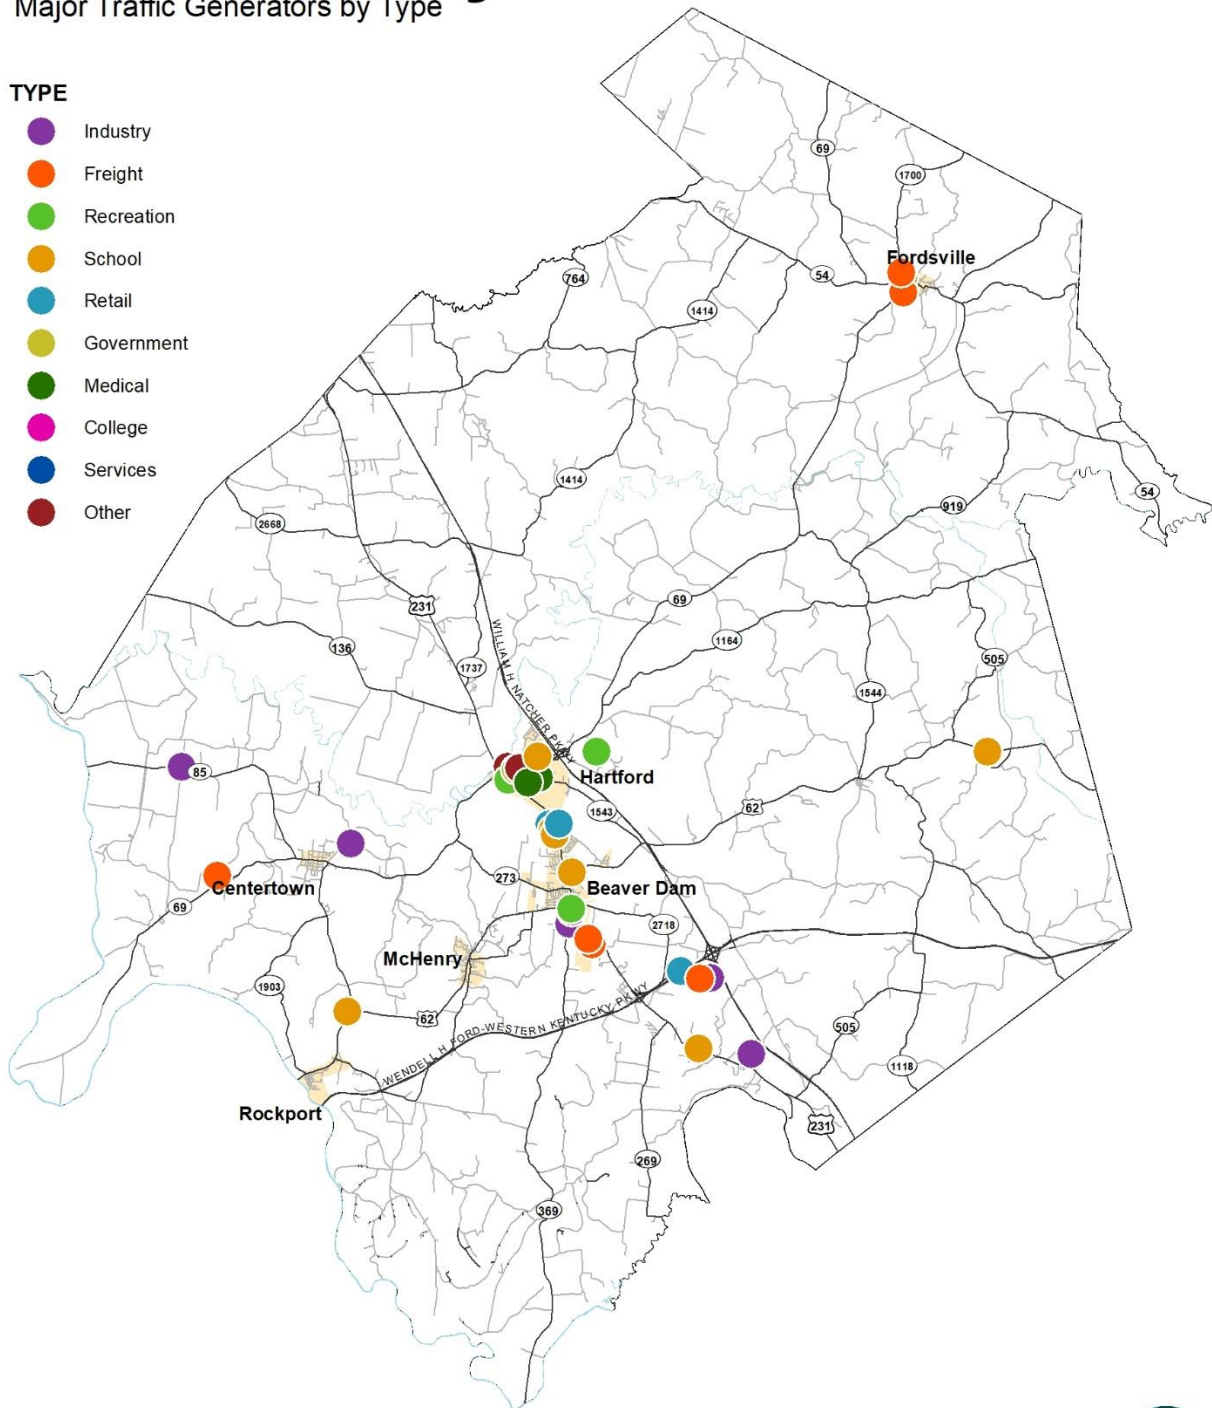 Major Traffic Generators by Type
TYPE
Industry
Freight
Recreation
School
Retail
Government
Medical
College
Services
Other
69
1700
Fordsville
54
764
1414
1414
54
919
2668
231
69
1164
136
505
1737
1544
WILLIAM H NATCHER PKWY
85
Hartford
62
1543
273
Beaver Dam
Centertown
69
2718
McHenry
1903
62
WENDELL H FORD-WESTERN KENTUCKY PKWY
505
1118
Rockport
231
269
369